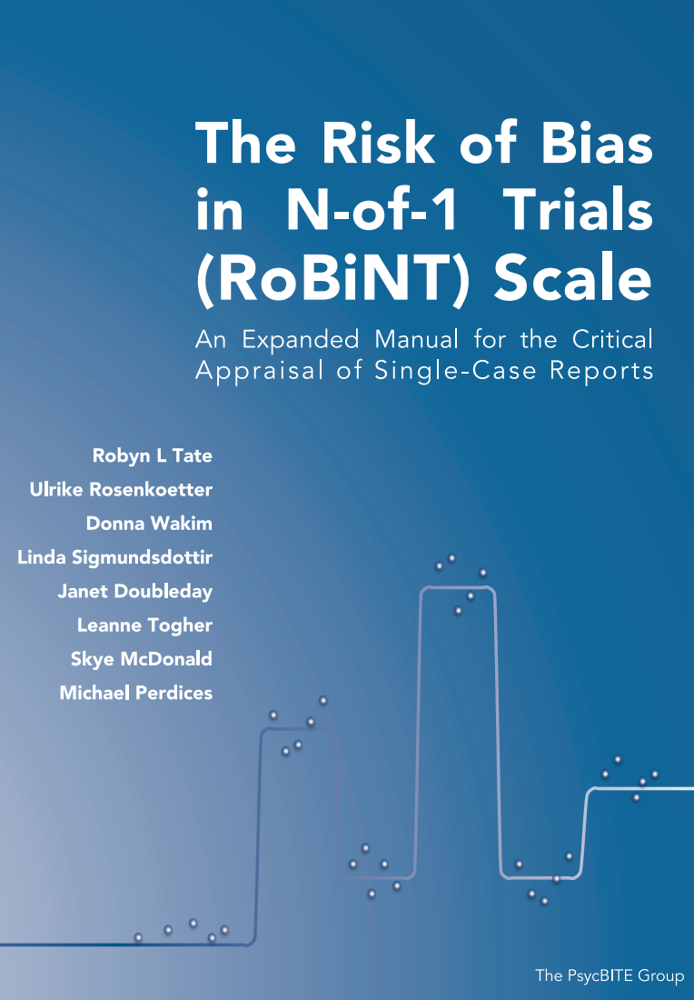 The Risk of Bias
in N-of-1 Trials
(RoBiNT) Scale
An Expanded Manual for the Critical
Appraisal of Single-Case Reports
Robyn L Tate
Ulrike Rosenkoetter
Donna Wakim
Linda Sigmundsdottir
Janet Doubleday
Leanne Togher
Skye McDonald
Michael Perdices
The PsycBITE Group